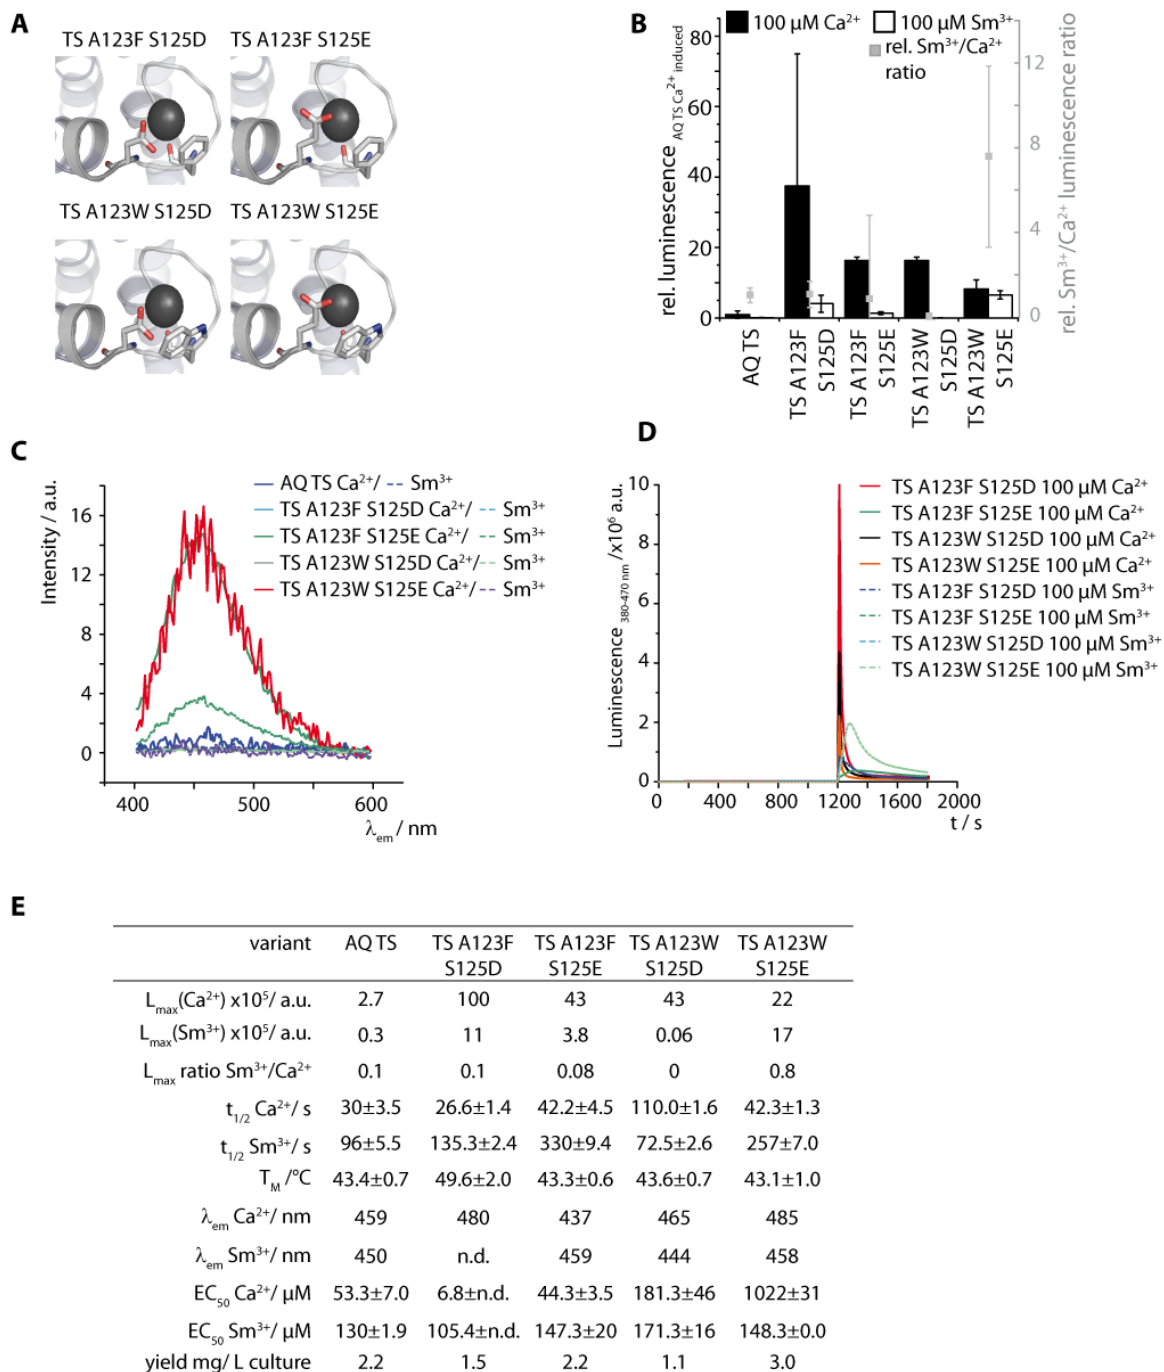 A
TS A123F S125D
TS A123F S125E
TS A123W S125D
TS A123W S125E
B
100 µM Ca²⁺
100 µM Sm³⁺
rel. Sm³⁺/Ca²⁺
ratio
rel. luminescence AQ TS Ca²⁺ induced
80
60
40
20
0
12
8
4
0
rel. Sm³⁺/Ca²⁺ luminescence ratio
AQ TS
TS A123F
S125D
TS A123F
S125E
TS A123W
S125D
TS A123W
S125E
C
Intensity / a.u.
16
12
8
4
0
400
500
600
λem / nm
AQ TS Ca²⁺/ -- Sm³⁺
TS A123F S125D Ca²⁺/ -- Sm³⁺
TS A123F S125E Ca²⁺/ -- Sm³⁺
TS A123W S125D Ca²⁺/ -- Sm³⁺
TS A123W S125E Ca²⁺/ -- Sm³⁺
D
Luminescence 380-470 nm /x10⁶ a.u.
10
8
6
4
2
0
0
400
800
1200
1600
2000
t / s
TS A123F S125D 100 µM Ca²⁺
TS A123F S125E 100 µM Ca²⁺
TS A123W S125D 100 µM Ca²⁺
TS A123W S125E 100 µM Ca²⁺
TS A123F S125D 100 µM Sm³⁺
TS A123F S125E 100 µM Sm³⁺
TS A123W S125D 100 µM Sm³⁺
TS A123W S125E 100 µM Sm³⁺
E
variant AQ TS TS A123F S125D TS A123F S125E TS A123W S125D TS A123W S125E
Lmax(Ca²⁺) x10⁵/ a.u. 2.7 100 43 43 22
Lmax(Sm³⁺) x10⁵/ a.u. 0.3 11 3.8 0.06 17
Lmax ratio Sm³⁺/Ca²⁺ 0.1 0.1 0.08 0 0.8
t1/2 Ca²⁺/ s 30±3.5 26.6±1.4 42.2±4.5 110.0±1.6 42.3±1.3
t1/2 Sm³⁺/ s 96±5.5 135.3±2.4 330±9.4 72.5±2.6 257±7.0
TM /°C 43.4±0.7 49.6±2.0 43.3±0.6 43.6±0.7 43.1±1.0
λem Ca²⁺/ nm 459 480 437 465 485
λem Sm³⁺/ nm 450 n.d. 459 444 458
EC50 Ca²⁺/ µM 53.3±7.0 6.8±n.d. 44.3±3.5 181.3±46 1022±31
EC50 Sm³⁺/ µM 130±1.9 105.4±n.d. 147.3±20 171.3±16 148.3±0.0
yield mg/ L culture 2.2 1.5 2.2 1.1 3.0